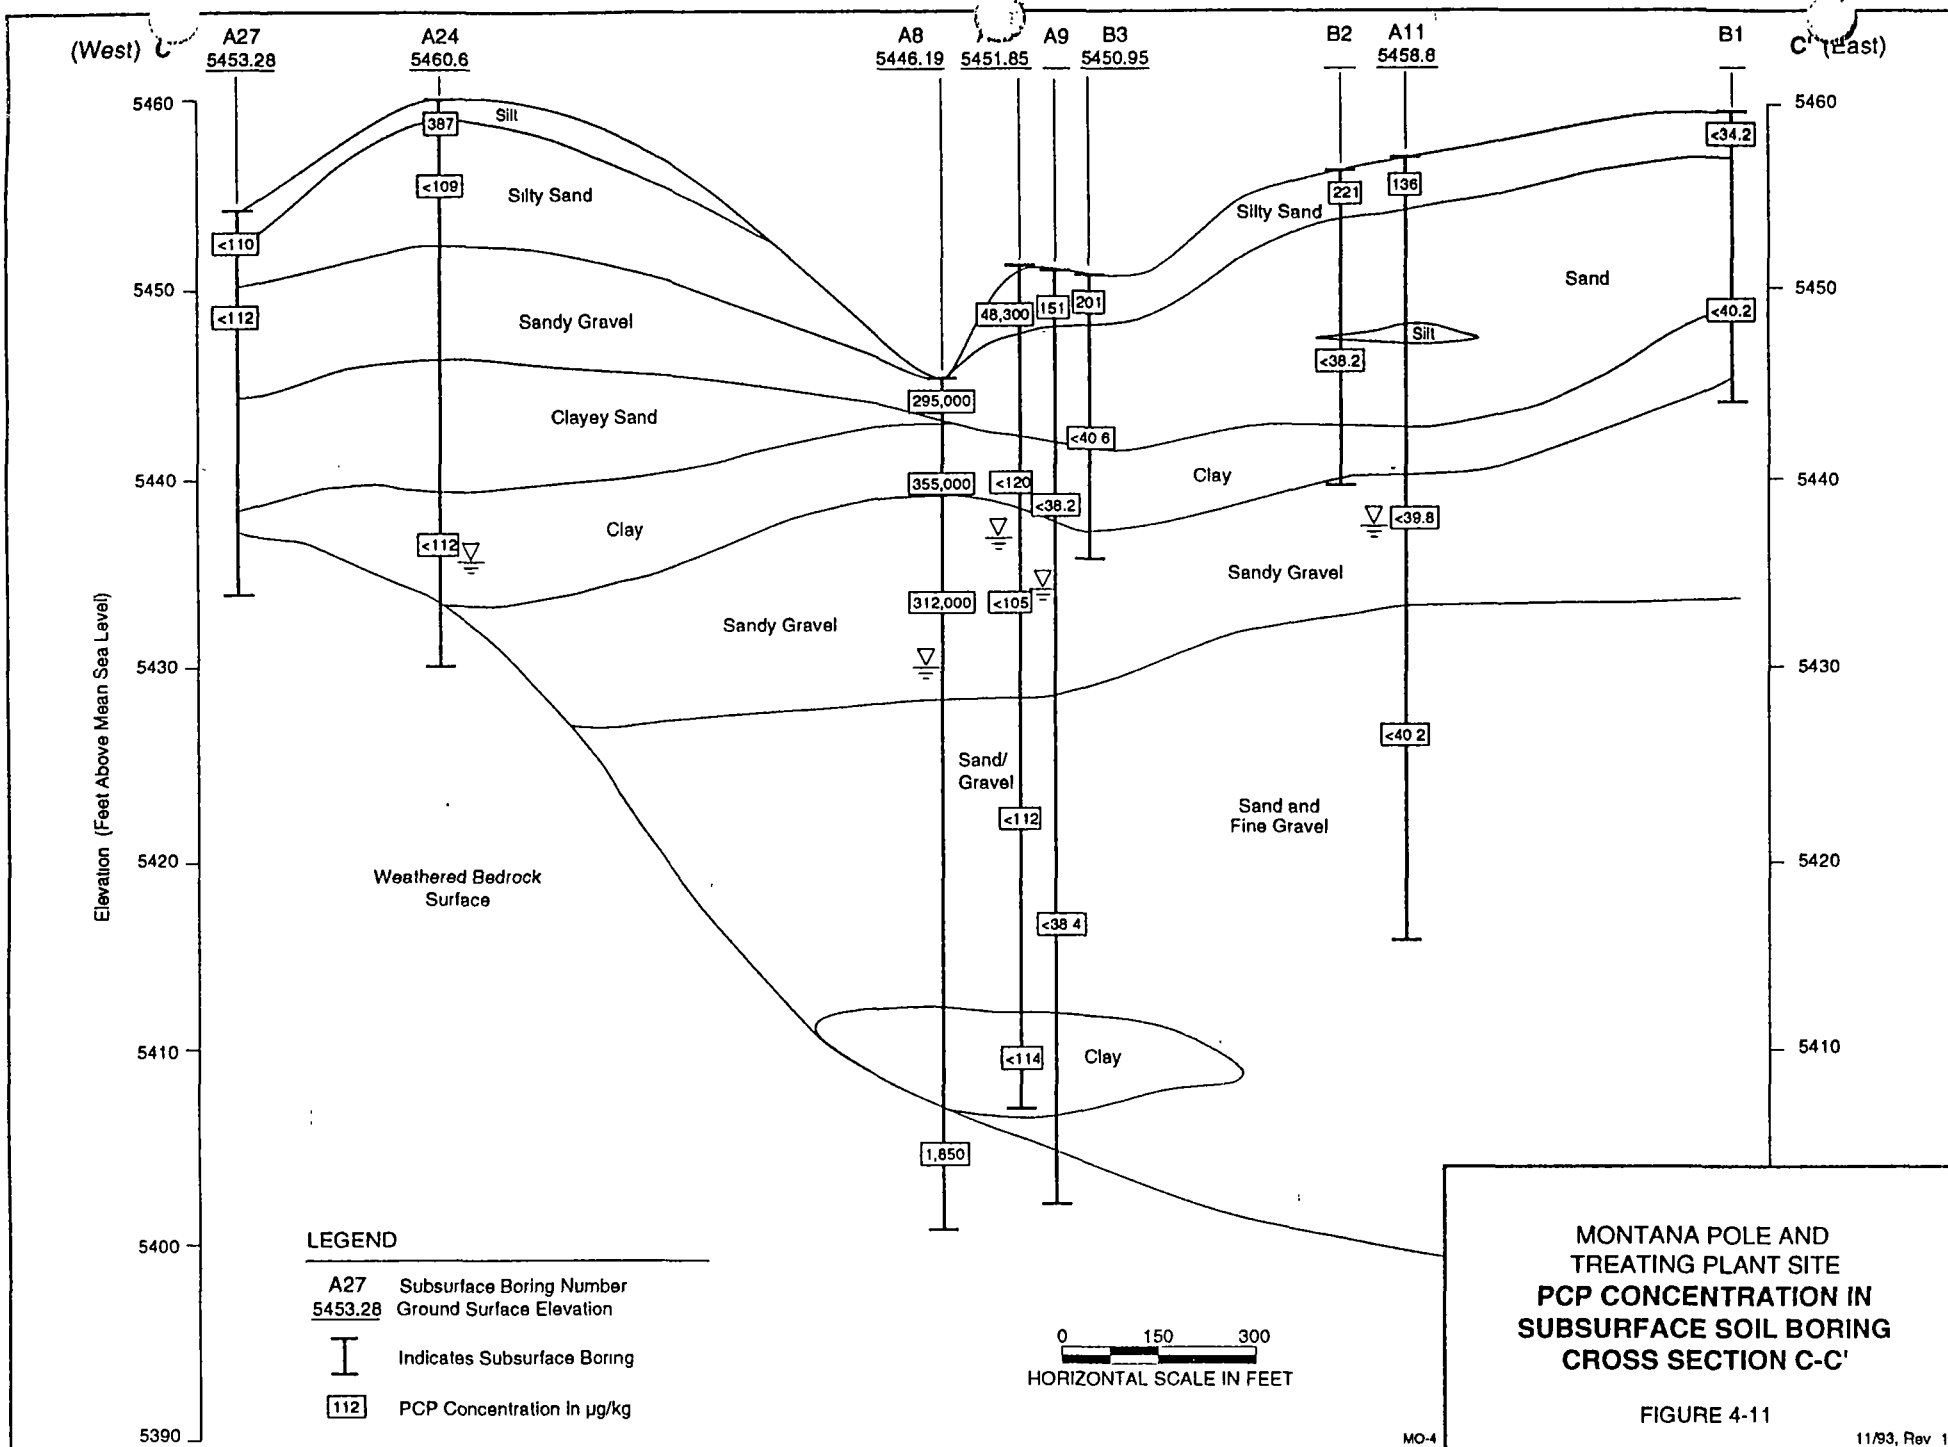 (West) C
A27
5453.28
A24
5460.6
A8
5446.19
5451.85
A9
B3
5450.95
B2
A11
5458.8
B1
C' (East)
5460
5450
5440
5430
5420
5410
5400
5390
Elevation (Feet Above Mean Sea Level)
5460
5450
5440
5430
5420
5410
Silt
387
<109
Silty Sand
<110
<112
Sandy Gravel
Clayey Sand
Clay
<112
Sandy Gravel
Weathered Bedrock
Surface
295,000
355,000
312,000
1,850
48,300
<120
<105
<112
<114
151
<38.2
<38 4
201
<40 6
Sand/
Gravel
Clay
Silty Sand
221
<38.2
136
<39.8
<40 2
Silt
Sand
<34.2
<40.2
Clay
Sandy Gravel
Sand and
Fine Gravel
LEGEND
A27 Subsurface Boring Number
5453.28 Ground Surface Elevation
Indicates Subsurface Boring
112 PCP Concentration in µg/kg
0 150 300
HORIZONTAL SCALE IN FEET
MONTANA POLE AND
TREATING PLANT SITE
PCP CONCENTRATION IN
SUBSURFACE SOIL BORING
CROSS SECTION C-C'
FIGURE 4-11
MO-4
11/93, Rev 1